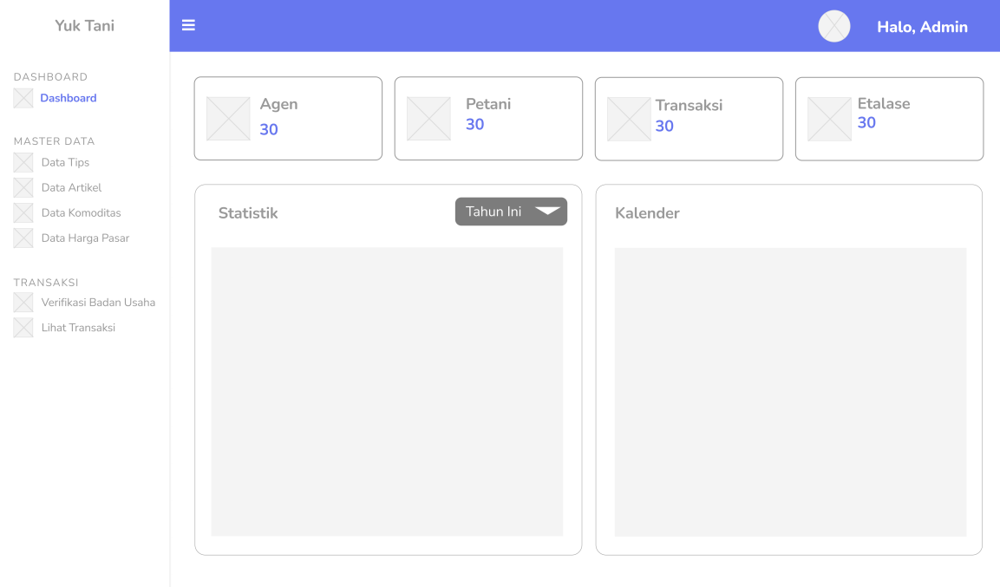 Yuk Tani
Halo, Admin
DASHBOARD
Dashboard
MASTER DATA
Data Tips
Data Artikel
Data Komoditas
Data Harga Pasar
TRANSAKSI
Verifikasi Badan Usaha
Lihat Transaksi
Agen
30
Petani
30
Transaksi
30
Etalase
30
Statistik
Tahun Ini
Kalender